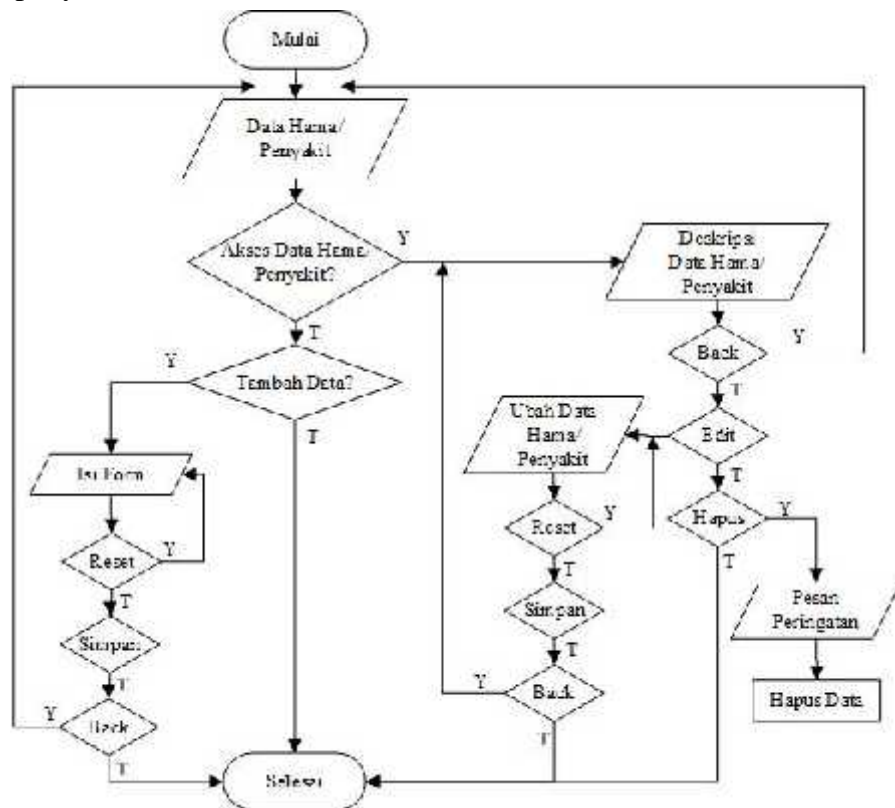 Mulai
Data Hama/
Penyakit
Akses Data Hama/
Penyakit?
Y
T
Deskripsi
Data Hama/
Penyakit
Back
Y
T
Tambah Data?
Y
T
Ubah Data
Hama/
Penyakit
Edit
T
Isi Form
Reset
Y
T
Reset
Y
T
Hapus
Y
T
Simpan
T
Simpan
T
Pesan
Peringatan
Back
Y
T
Back
Y
T
Hapus Data
Selesai